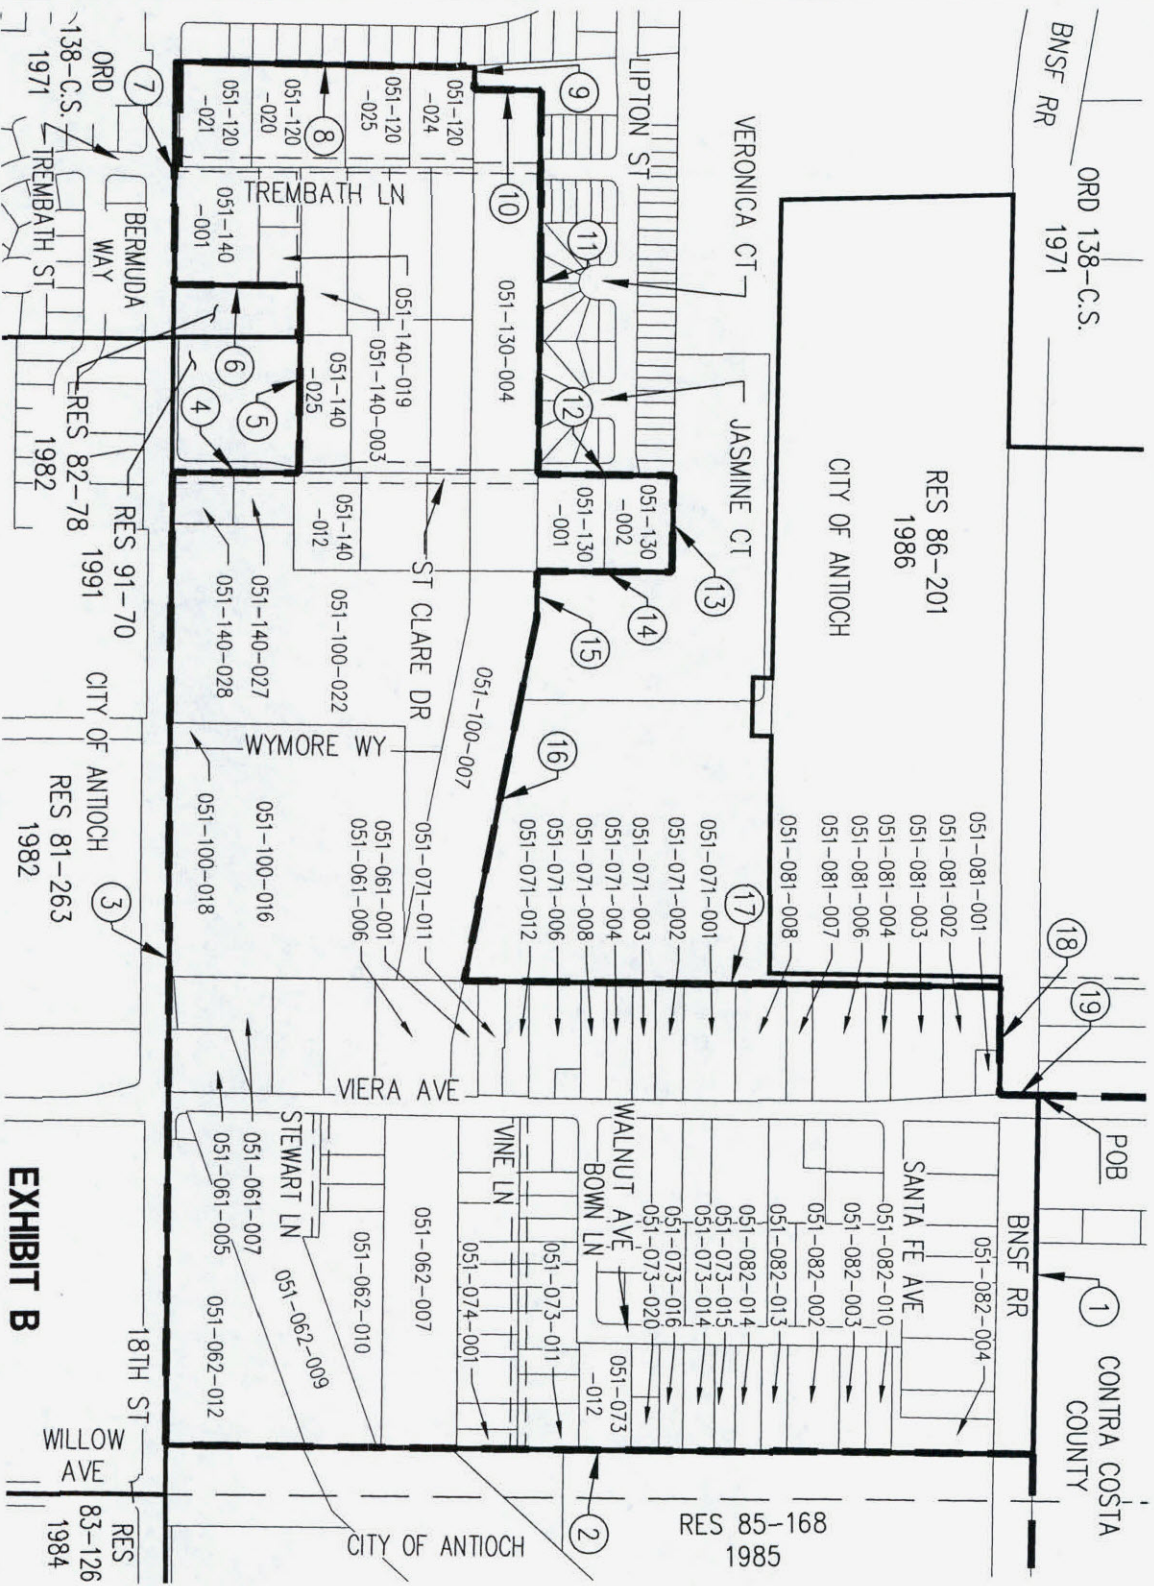 BNSF RR
ORD 138-C.S.
1971
18
19
POB
BNSF RR
1
CONTRA COSTA
COUNTY
RES 86-201
1986
CITY OF ANTIOCH
VERONICA CT
JASMINE CT
LIPTON ST
9
10
11
12
13
14
15
16
17
051-081-001
051-081-002
051-081-003
051-081-004
051-081-006
051-081-007
051-081-008
051-071-001
051-071-002
051-071-003
051-071-004
051-071-008
051-071-006
051-071-012
051-082-004
SANTA FE AVE
051-082-010
051-082-003
051-082-002
051-082-013
051-082-014
051-073-015
051-073-014
051-073-016
051-073-020
WALNUT AVE
BOWN LN
051-073
-012
051-073-011
VINE LN
051-074-001
RES 85-168
1985
2
CITY OF ANTIOCH
051-130
-002
051-130
-001
051-130-004
051-120
-024
051-120
-025
051-120
-020
051-120
-021
8
TREMBATH LN
051-140-019
051-140-003
051-140
-001
051-140
-025
051-140
-012
ST CLARE DR
051-100-007
051-100-022
WYMORE WY
051-071-011
051-061-001
051-061-006
VIERA AVE
051-062-007
051-062-010
STEWART LN
051-062-009
051-062-012
051-061-007
051-061-005
051-100-016
051-100-018
051-140-027
051-140-028
5
6
4
7
ORD
138-C.S.
1971
TREMBATH ST
BERMUDA
WAY
RES 82-78
1982
RES 91-70
1991
CITY OF ANTIOCH
RES 81-263
1982
3
18TH ST
WILLOW
AVE
RES
83-126
1984
EXHIBIT B